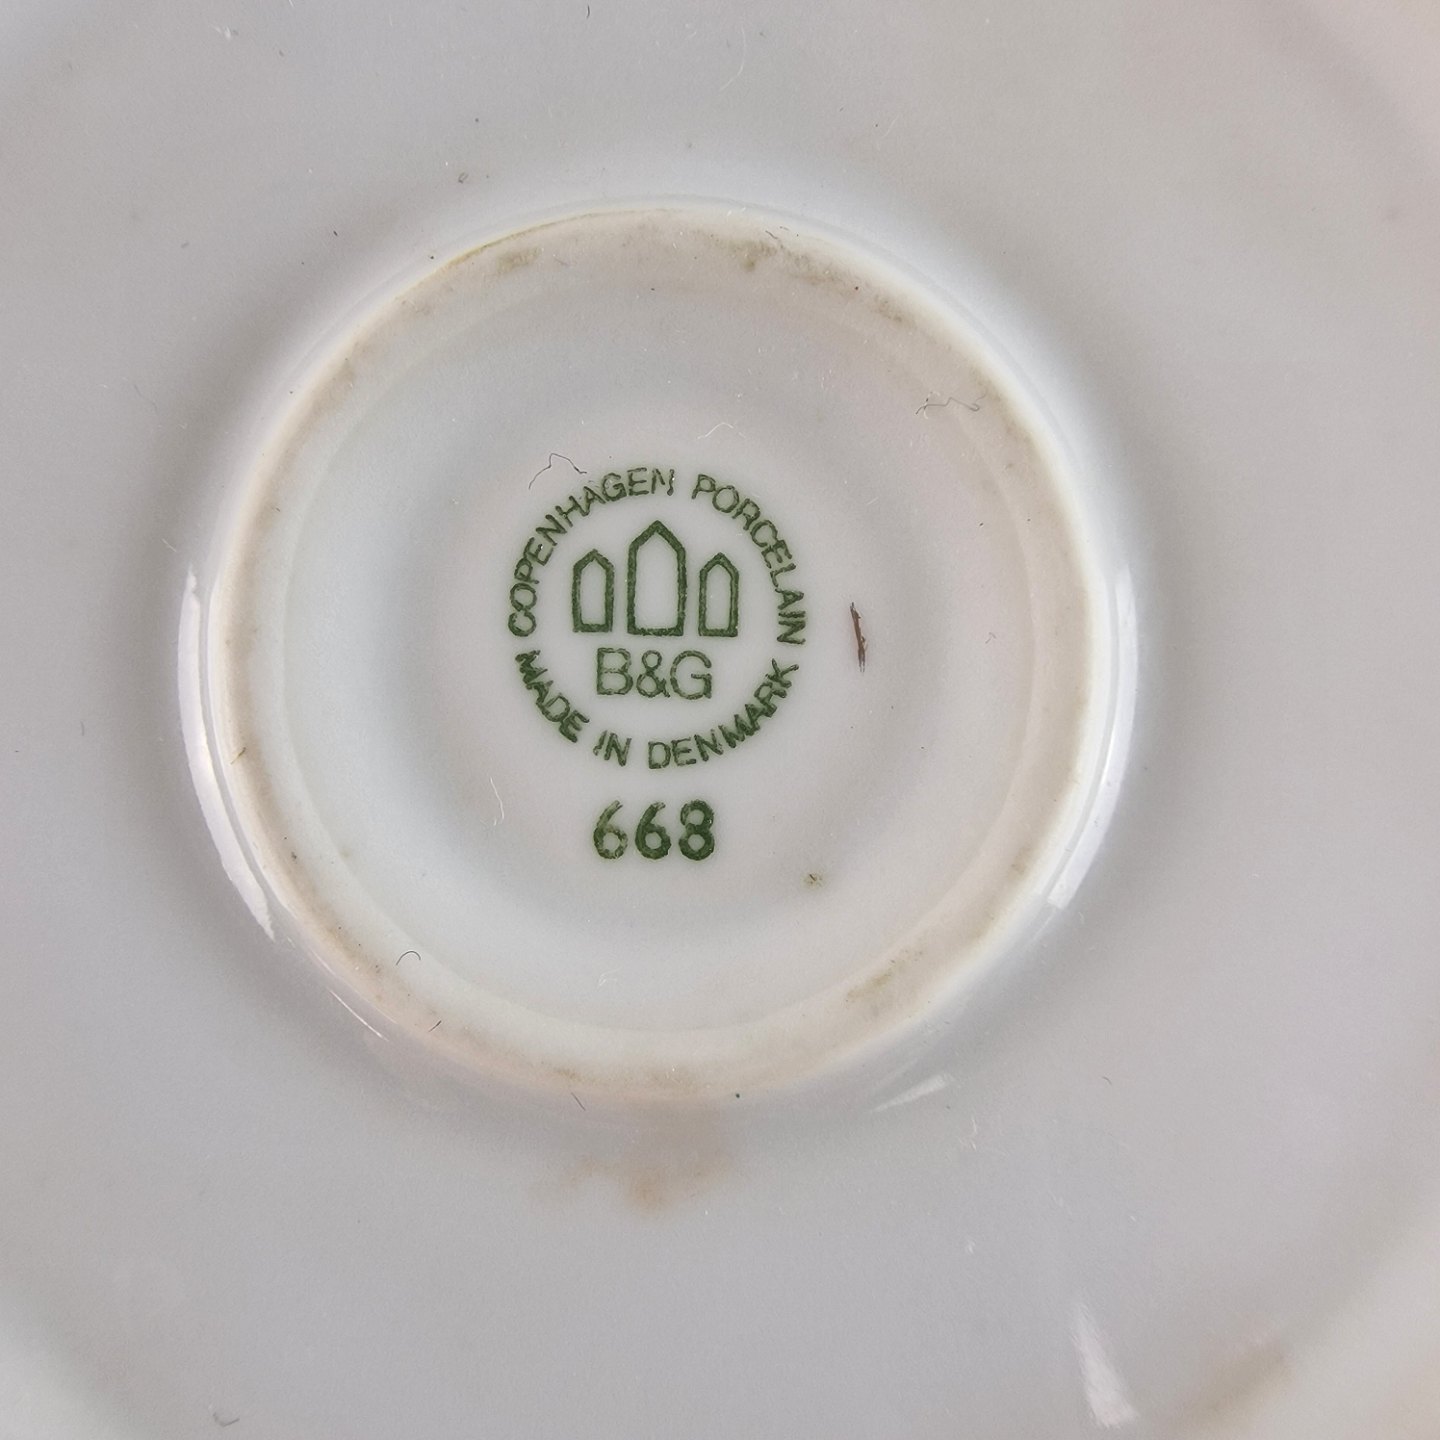 COPENHAGEN PORCELAIN
B&G
MADE IN DENMARK
668